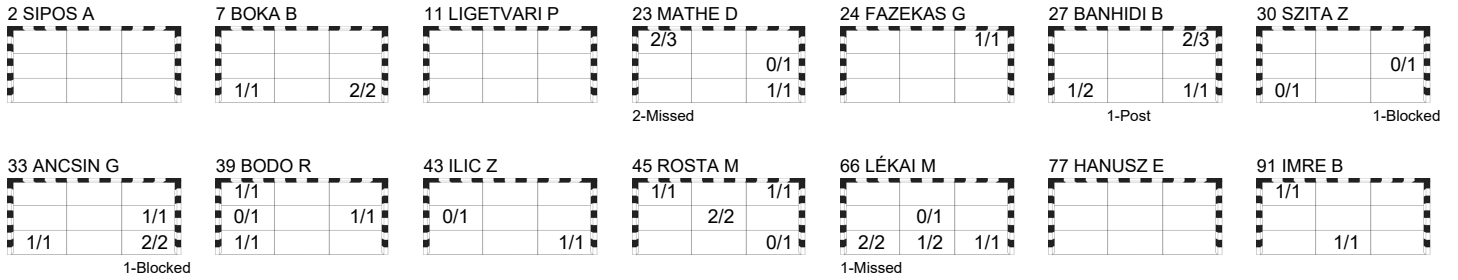 2 SIPOS A 7 BOKA B 11 LIGETVARI P 23 MATHE D 24 FAZEKAS G 27 BANHIDI B 30 SZITA Z
2/3 1/1 2/3
0/1 0/1
1/1 2/2 1/1 1/2 1/1 0/1
2-Missed 1-Post 1-Blocked
33 ANCSIN G 39 BODO R 43 ILIC Z 45 ROSTA M 66 LÉKAI M 77 HANUSZ E 91 IMRE B
1/1 1/1 1/1 1/1
1/1 0/1 1/1 0/1 2/2 0/1
1/1 2/2 1/1 1/1 0/1 2/2 1/2 1/1 1/1
1-Blocked 1-Missed